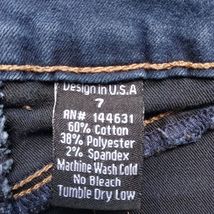 Design in U.S.A
7
RN# 144631
60% Cotton
38% Polyester
2% Spandex
Machine Wash Cold
No Bleach
Tumble Dry Low